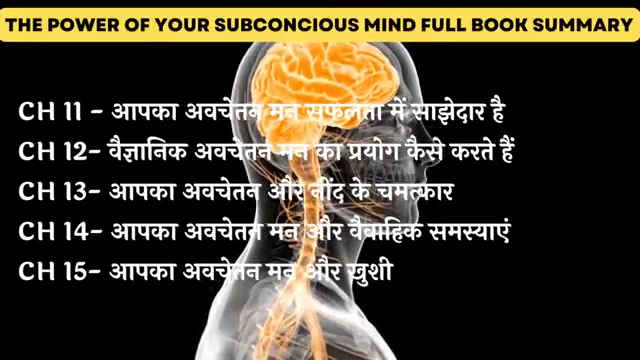 THE POWER OF YOUR SUBCONCIOUS MIND FULL BOOK SUMMARY
CH 11 - आपका अवचेतन मन सफलता में साझेदार है
CH 12- वैज्ञानिक अवचेतन मन का प्रयोग कैसे करते हैं
CH 13- आपका अवचेतन और नींद के चमत्कार
CH 14- आपका अवचेतन मन और वैवाहिक समस्याएं
CH 15- आपका अवचेतन मन और खुशी